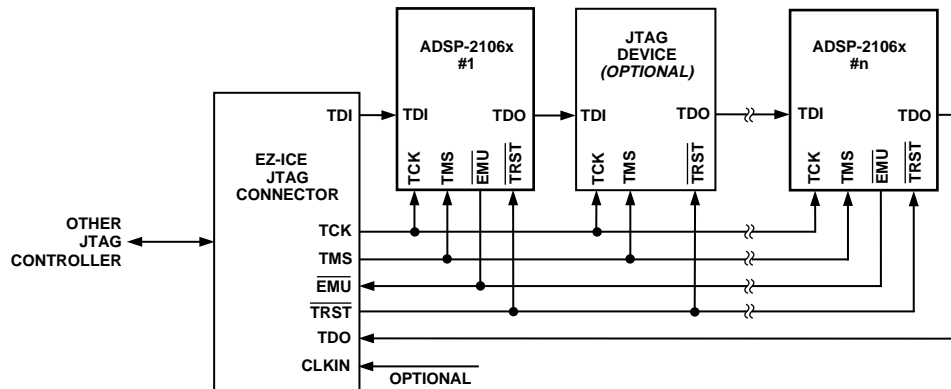 ADSP-2106x
#1
TDI
TDO
TCK
TMS
EMU
TRST
JTAG
DEVICE
(OPTIONAL)
TDI
TDO
TCK
TMS
TRST
ADSP-2106x
#n
TDI
TDO
TCK
TMS
EMU
TRST
TDI
EZ-ICE
JTAG
CONNECTOR
TCK
TMS
EMU
TRST
TDO
CLKIN
OTHER
JTAG
CONTROLLER
OPTIONAL